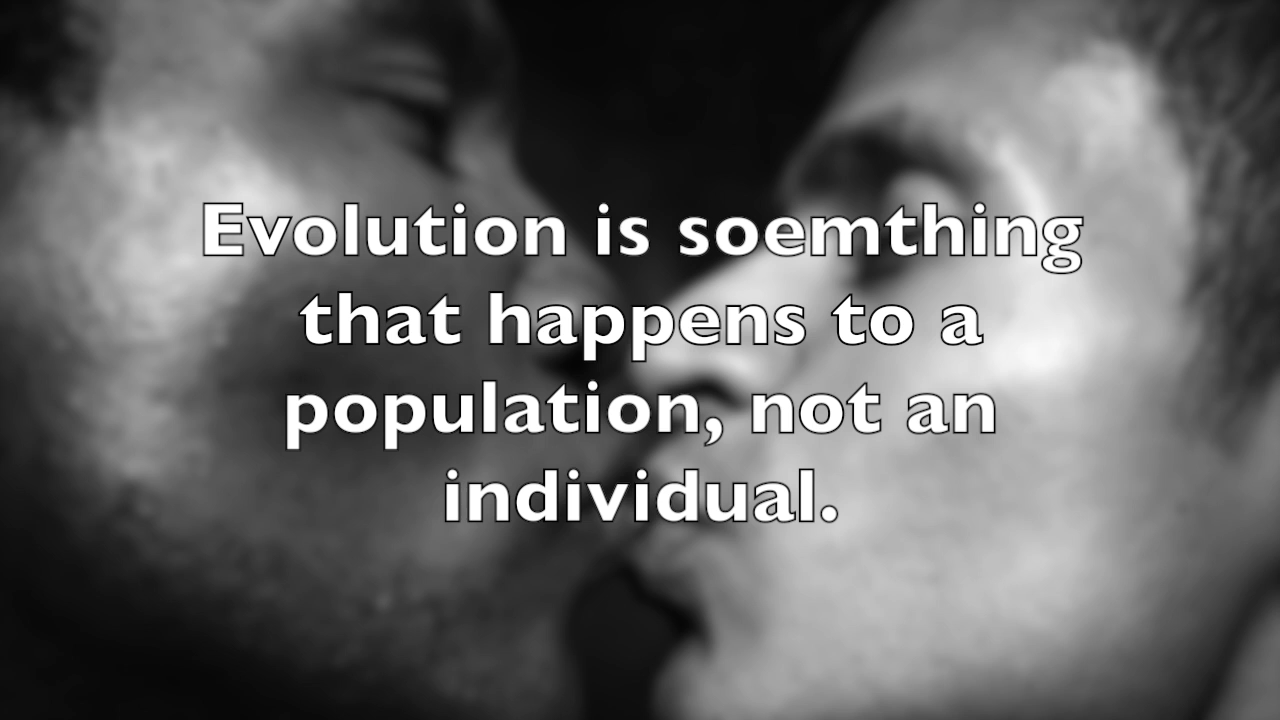 Evolution is soemthing
that happens to a
population, not an
individual.